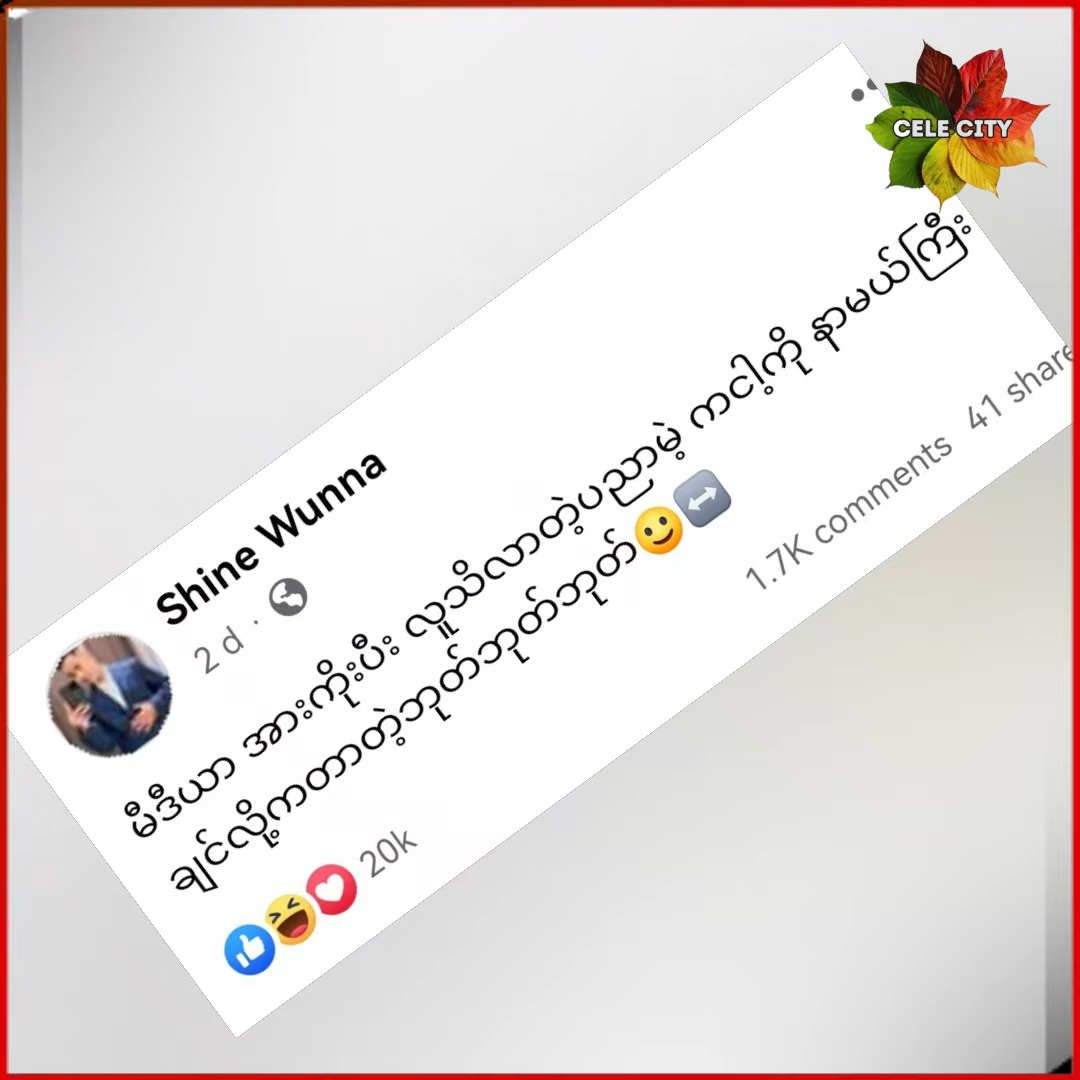 CELE CITY
Shine Wunna
2 d ·
မီဒီယာ အားကိုးပီး လူသိလာတဲ့ပညာမဲ့ ကငါ့ကို နာမယ်ကြီး
ချင်လို့ကတာတဲ့ဘုတ်ဘုတ်ဘုတ်🙂↔️
20k
1.7K comments 41 share